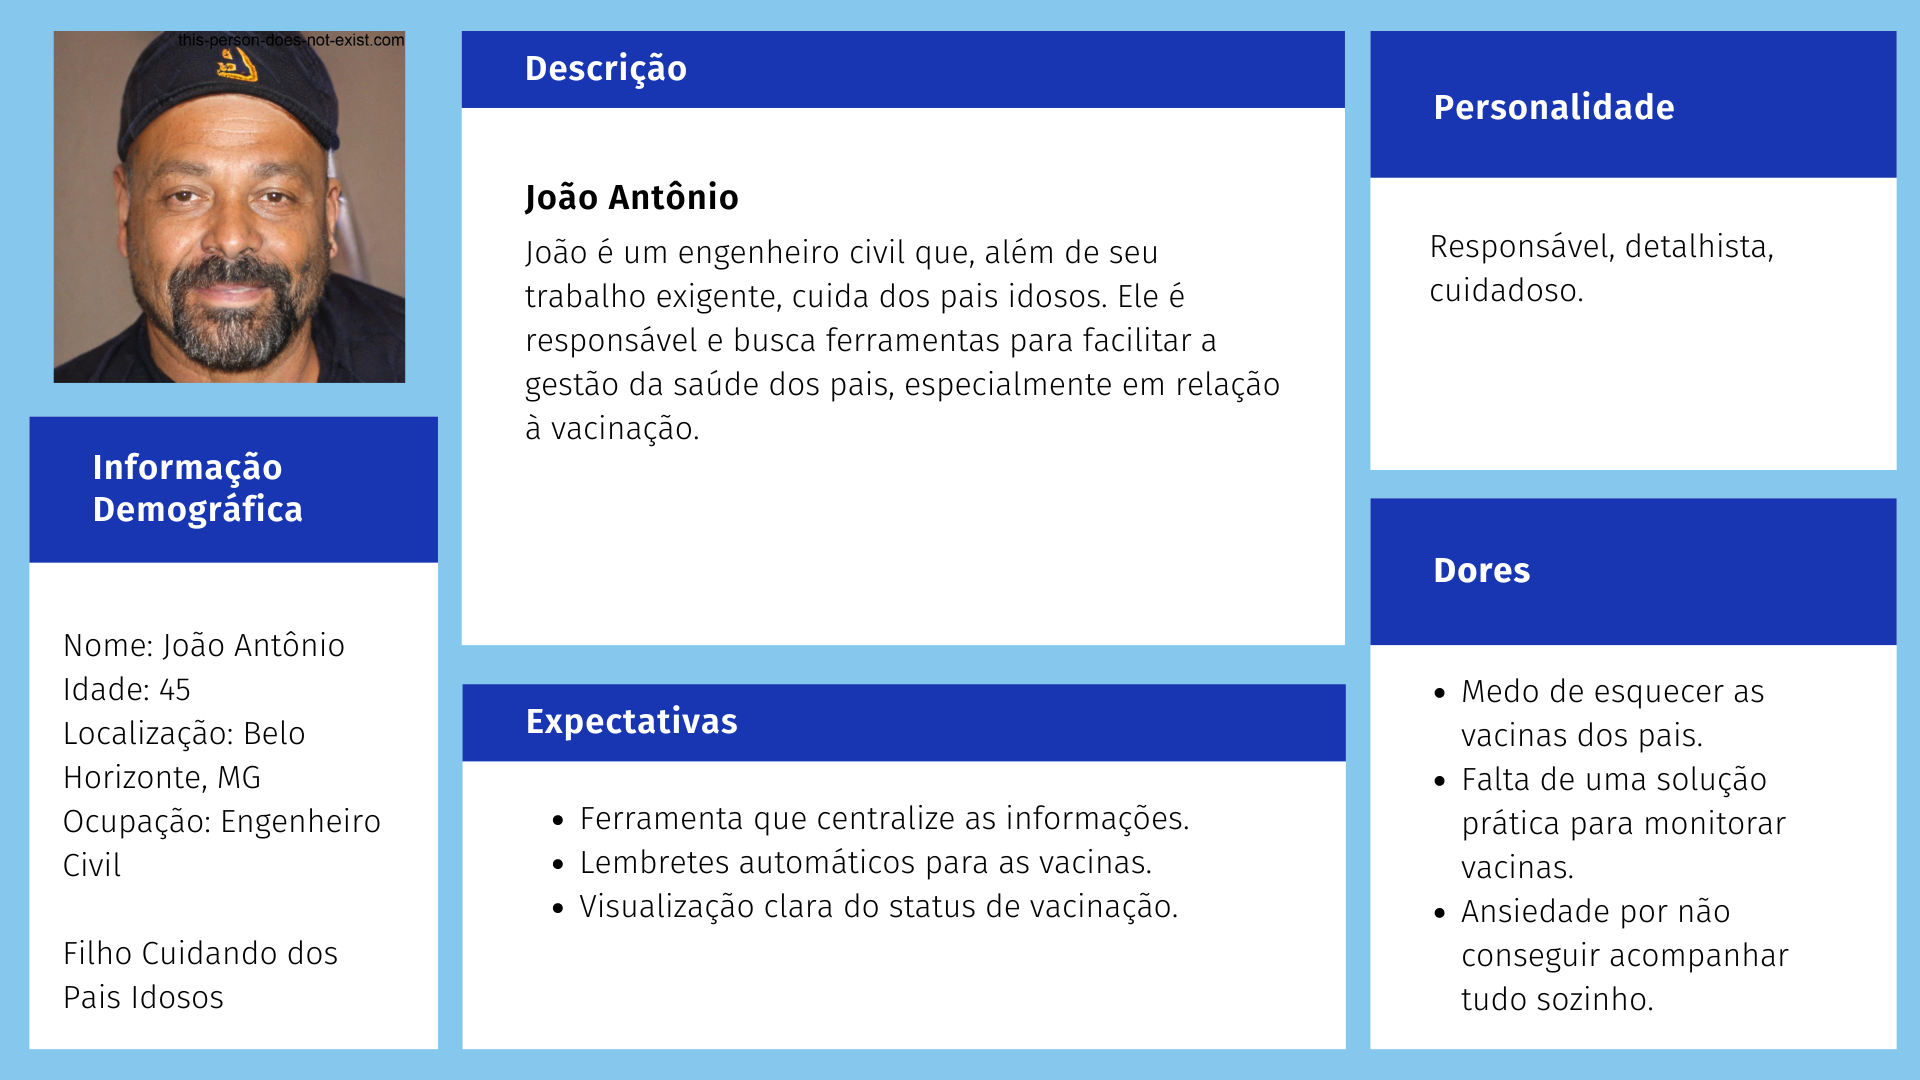 this-person-does-not-exist.com
Informação
Demográfica
Nome: João Antônio
Idade: 45
Localização: Belo
Horizonte, MG
Ocupação: Engenheiro
Civil
Filho Cuidando dos
Pais Idosos
Descrição
João Antônio
João é um engenheiro civil que, além de seu
trabalho exigente, cuida dos pais idosos. Ele é
responsável e busca ferramentas para facilitar a
gestão da saúde dos pais, especialmente em relação
à vacinação.
Expectativas
• Ferramenta que centralize as informações.
• Lembretes automáticos para as vacinas.
• Visualização clara do status de vacinação.
Personalidade
Responsável, detalhista,
cuidadoso.
Dores
• Medo de esquecer as
vacinas dos pais.
• Falta de uma solução
prática para monitorar
vacinas.
• Ansiedade por não
conseguir acompanhar
tudo sozinho.